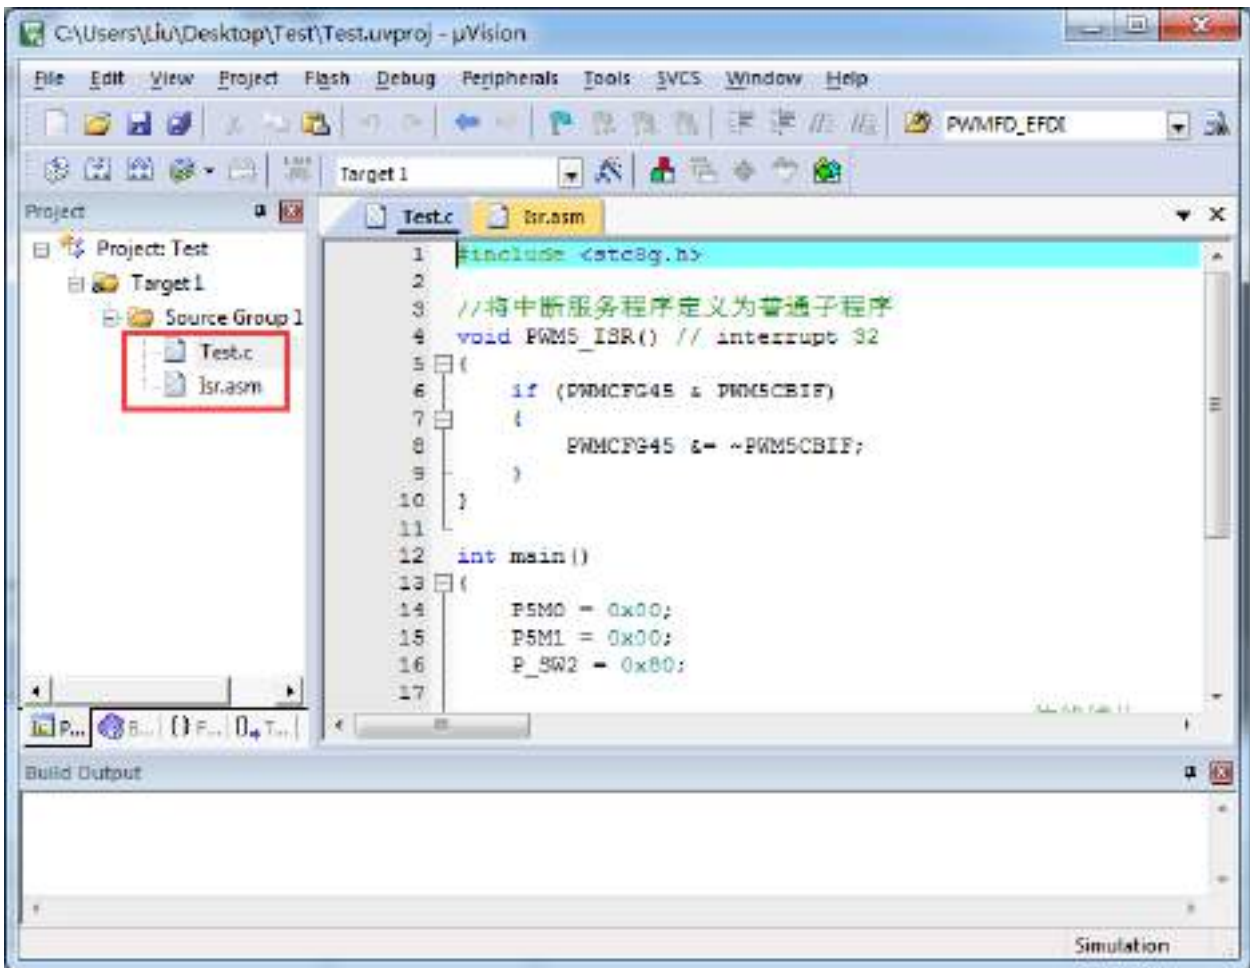 C:\Users\Liu\Desktop\Test\Test.uvproj - µVision
File Edit View Project Flash Debug Peripherals Tools SVCS Window Help
PWMFD_EFDI
Target 1
Project
Test.c Isr.asm
Project: Test
Target 1
Source Group 1
Test.c
Isr.asm
1 #include <stc8g.h>
2
3 //将中断服务程序定义为普通子程序
4 void PWM5_ISR() // interrupt 32
5 {
6 if (PWMCFG45 & PWM5CBIF)
7 {
8 PWMCFG45 &= ~PWM5CBIF;
9 }
10 }
11
12 int main()
13 {
14 P5M0 = 0x00;
15 P5M1 = 0x00;
16 P_SW2 = 0x80;
17
P... B... {} F... 0 T...
Build Output
Simulation